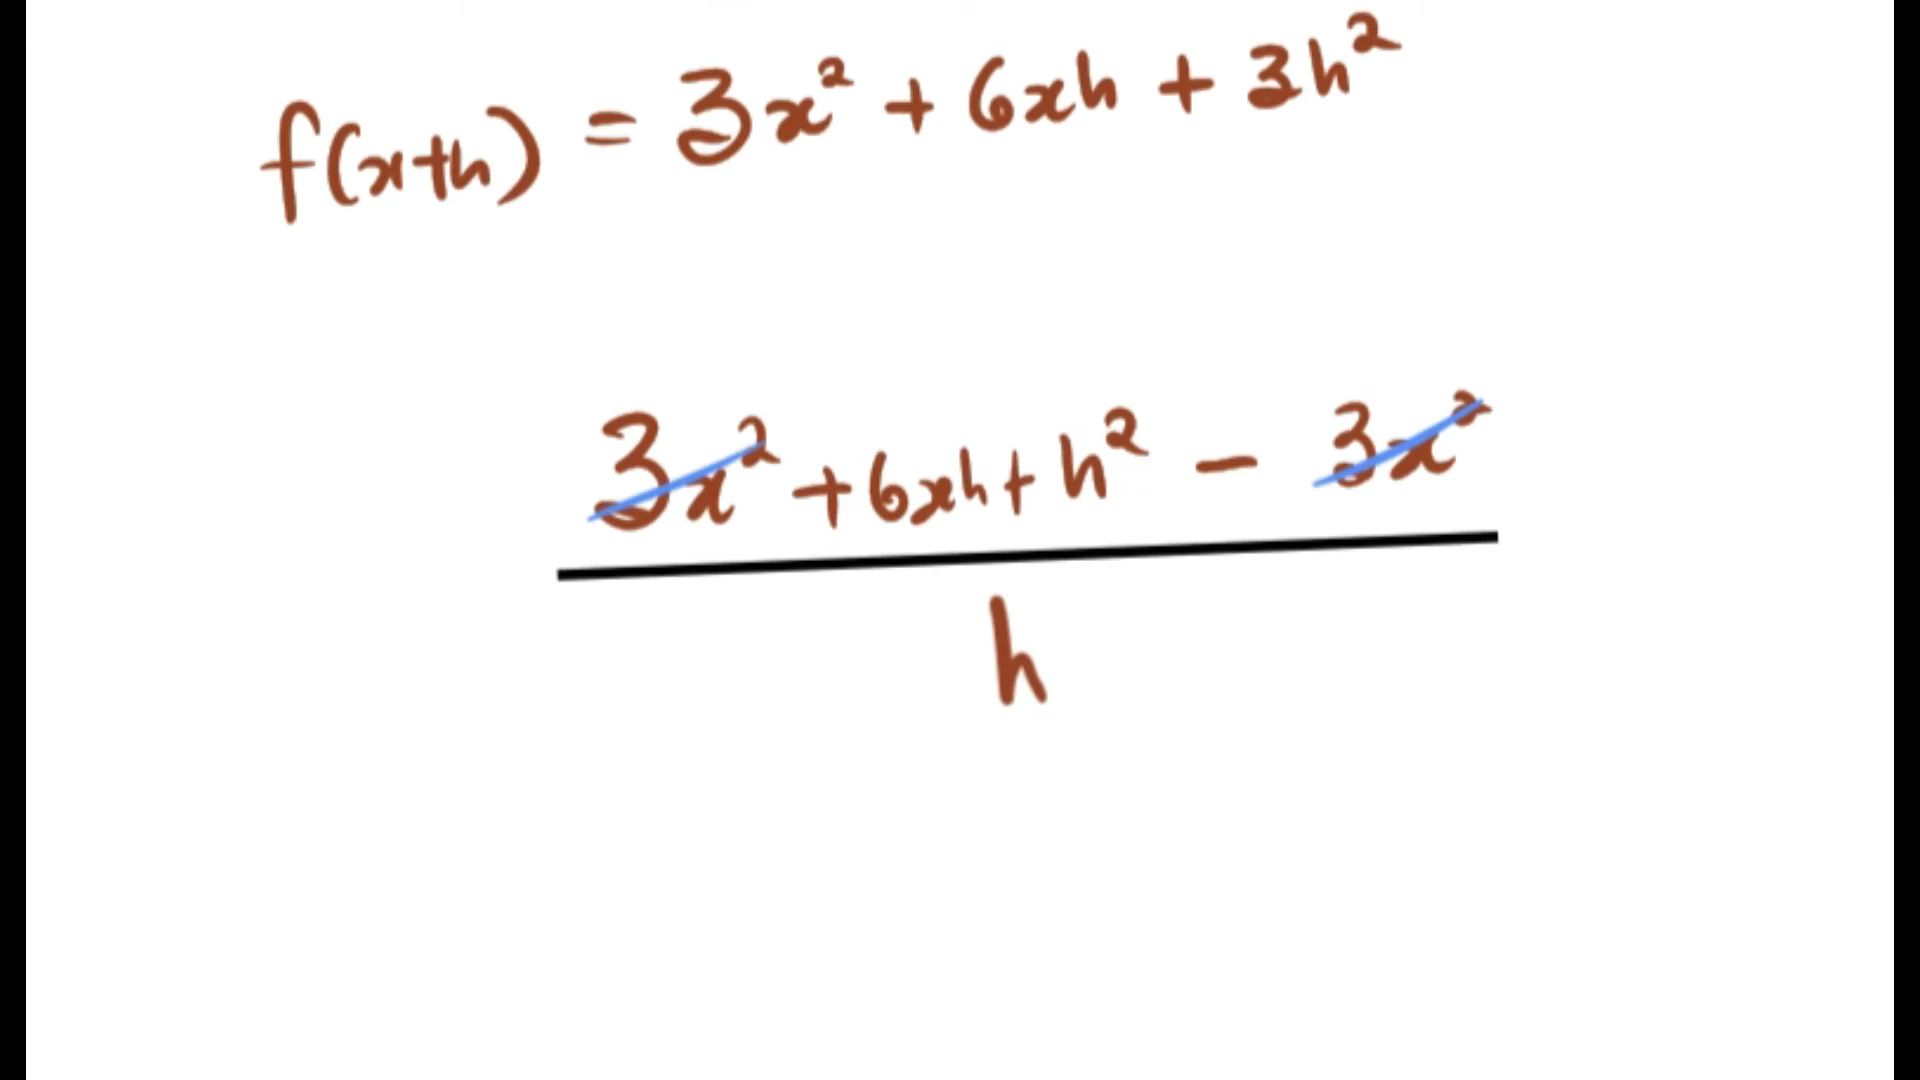 f(x+h) = 3x² + 6xh + 3h²
3x² + 6xh + h² - 3x²
h